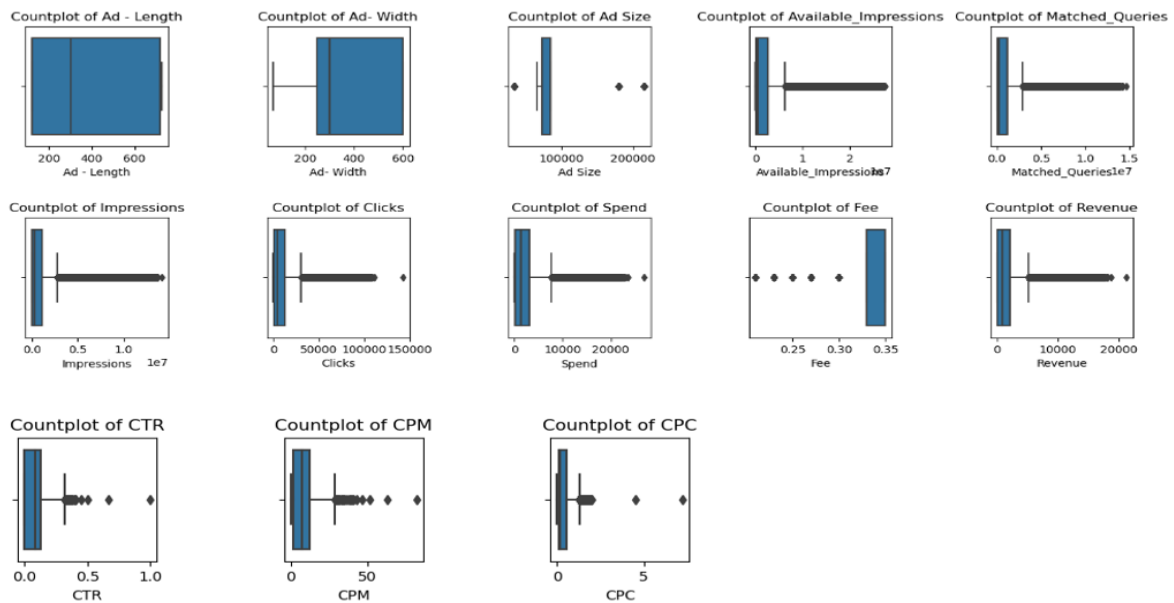 Countplot of Ad - Length
Countplot of Ad- Width
Countplot of Ad Size
Countplot of Available_Impressions
Countplot of Matched_Queries
200 400 600
Ad - Length
200 400 600
Ad- Width
100000 200000
Ad Size
0 1 2
Available_Impressions 1e7
0.0 0.5 1.0 1.5
Matched_Queries 1e7
Countplot of Impressions
Countplot of Clicks
Countplot of Spend
Countplot of Fee
Countplot of Revenue
0.0 0.5 1.0
Impressions 1e7
0 50000 100000 150000
Clicks
0 10000 20000
Spend
0.25 0.30 0.35
Fee
0 10000 20000
Revenue
Countplot of CTR
Countplot of CPM
Countplot of CPC
0.0 0.5 1.0
CTR
0 50
CPM
0 5
CPC